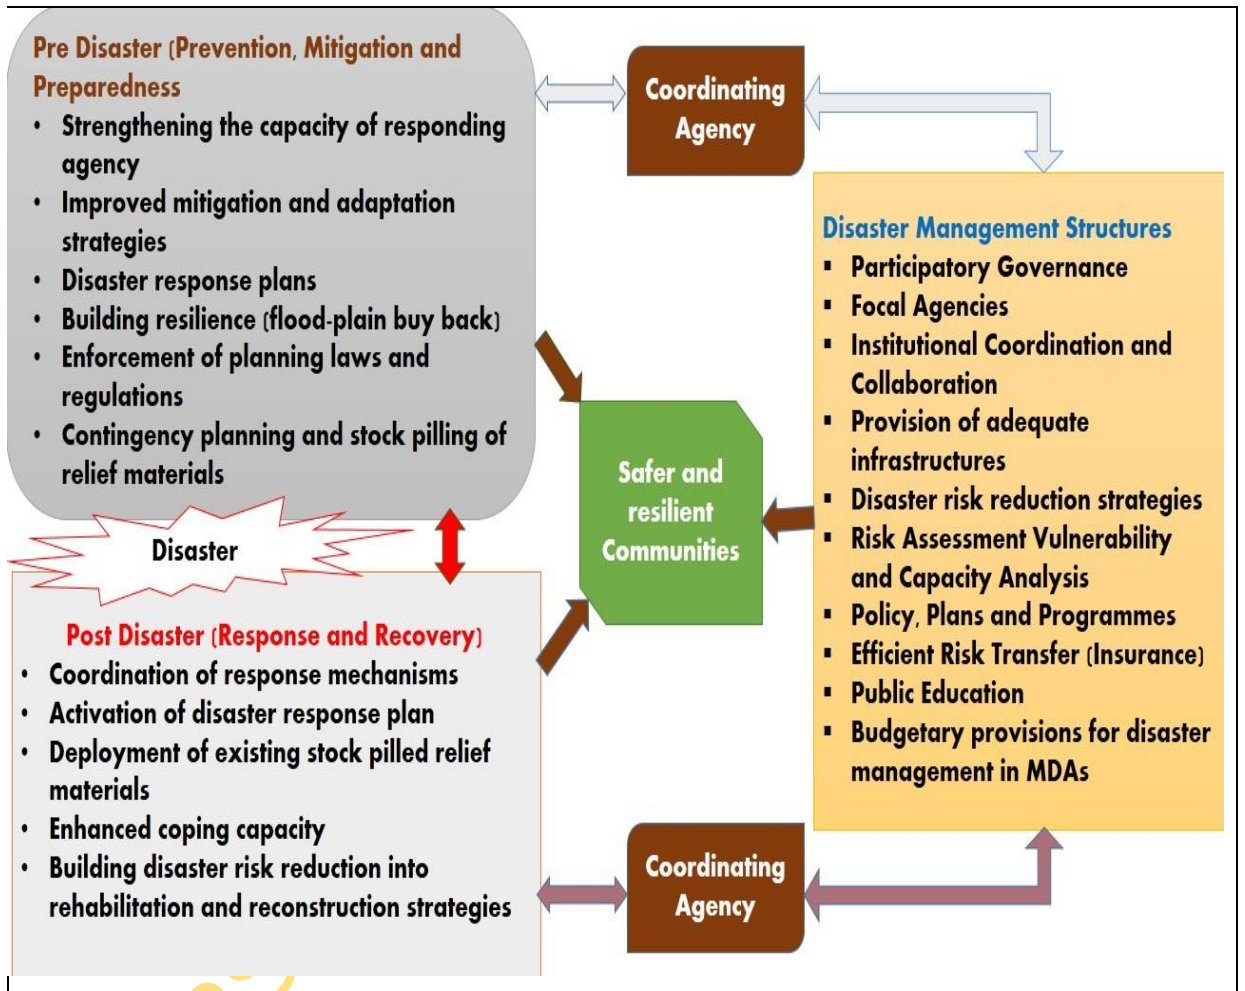 Pre Disaster (Prevention, Mitigation and
Preparedness
• Strengthening the capacity of responding
agency
• Improved mitigation and adaptation
strategies
• Disaster response plans
• Building resilience (flood-plain buy back)
• Enforcement of planning laws and
regulations
• Contingency planning and stock pilling of
relief materials
Disaster
Post Disaster (Response and Recovery)
• Coordination of response mechanisms
• Activation of disaster response plan
• Deployment of existing stock pilled relief
materials
• Enhanced coping capacity
• Building disaster risk reduction into
rehabilitation and reconstruction strategies
Coordinating
Agency
Safer and
resilient
Communities
Coordinating
Agency
Disaster Management Structures
▪ Participatory Governance
▪ Focal Agencies
▪ Institutional Coordination and
Collaboration
▪ Provision of adequate
infrastructures
▪ Disaster risk reduction strategies
▪ Risk Assessment Vulnerability
and Capacity Analysis
▪ Policy, Plans and Programmes
▪ Efficient Risk Transfer (Insurance)
▪ Public Education
▪ Budgetary provisions for disaster
management in MDAs